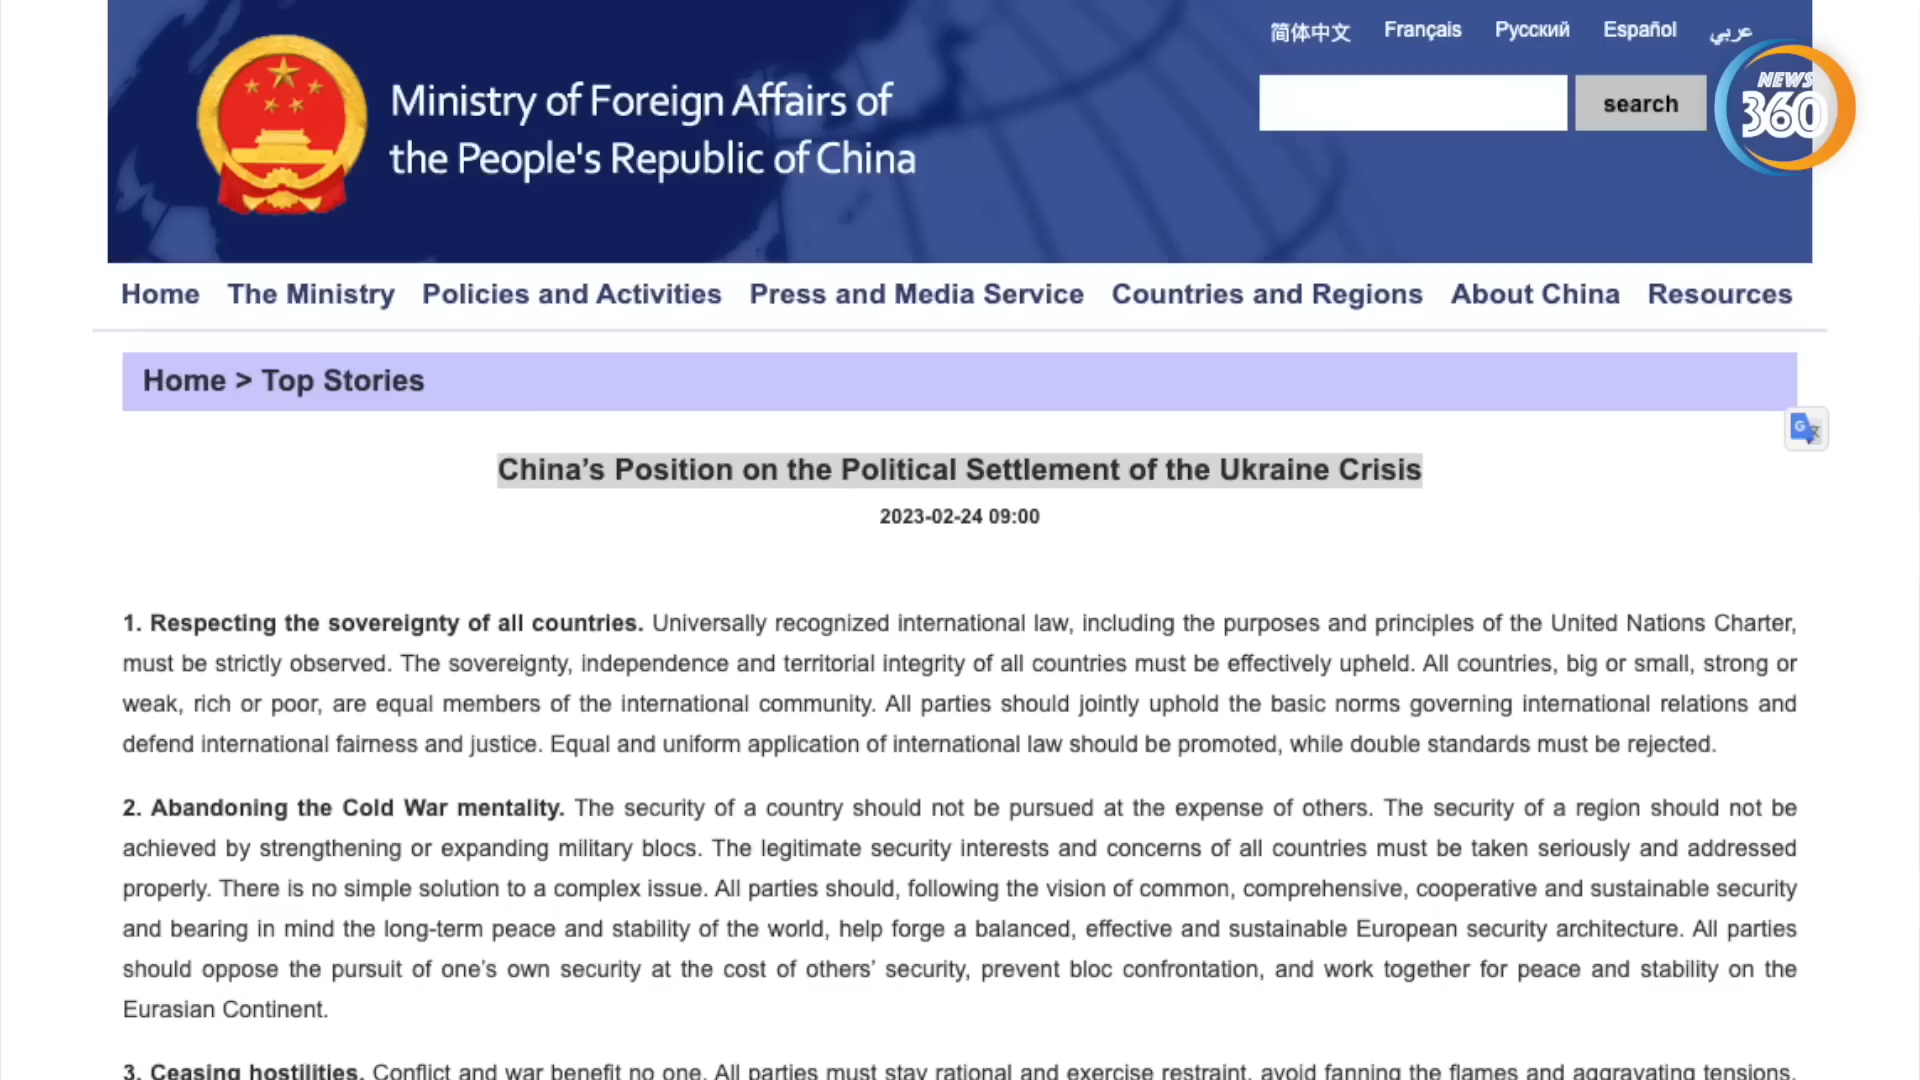 简体中文 Français Русский Español عربي
NEWS
360
Ministry of Foreign Affairs of
the People's Republic of China
search
Home The Ministry Policies and Activities Press and Media Service Countries and Regions About China Resources
Home > Top Stories
China’s Position on the Political Settlement of the Ukraine Crisis
2023-02-24 09:00
1. Respecting the sovereignty of all countries. Universally recognized international law, including the purposes and principles of the United Nations Charter,
must be strictly observed. The sovereignty, independence and territorial integrity of all countries must be effectively upheld. All countries, big or small, strong or
weak, rich or poor, are equal members of the international community. All parties should jointly uphold the basic norms governing international relations and
defend international fairness and justice. Equal and uniform application of international law should be promoted, while double standards must be rejected.
2. Abandoning the Cold War mentality. The security of a country should not be pursued at the expense of others. The security of a region should not be
achieved by strengthening or expanding military blocs. The legitimate security interests and concerns of all countries must be taken seriously and addressed
properly. There is no simple solution to a complex issue. All parties should, following the vision of common, comprehensive, cooperative and sustainable security
and bearing in mind the long-term peace and stability of the world, help forge a balanced, effective and sustainable European security architecture. All parties
should oppose the pursuit of one’s own security at the cost of others’ security, prevent bloc confrontation, and work together for peace and stability on the
Eurasian Continent.
3. Ceasing hostilities. Conflict and war benefit no one. All parties must stay rational and exercise restraint, avoid fanning the flames and aggravating tensions,